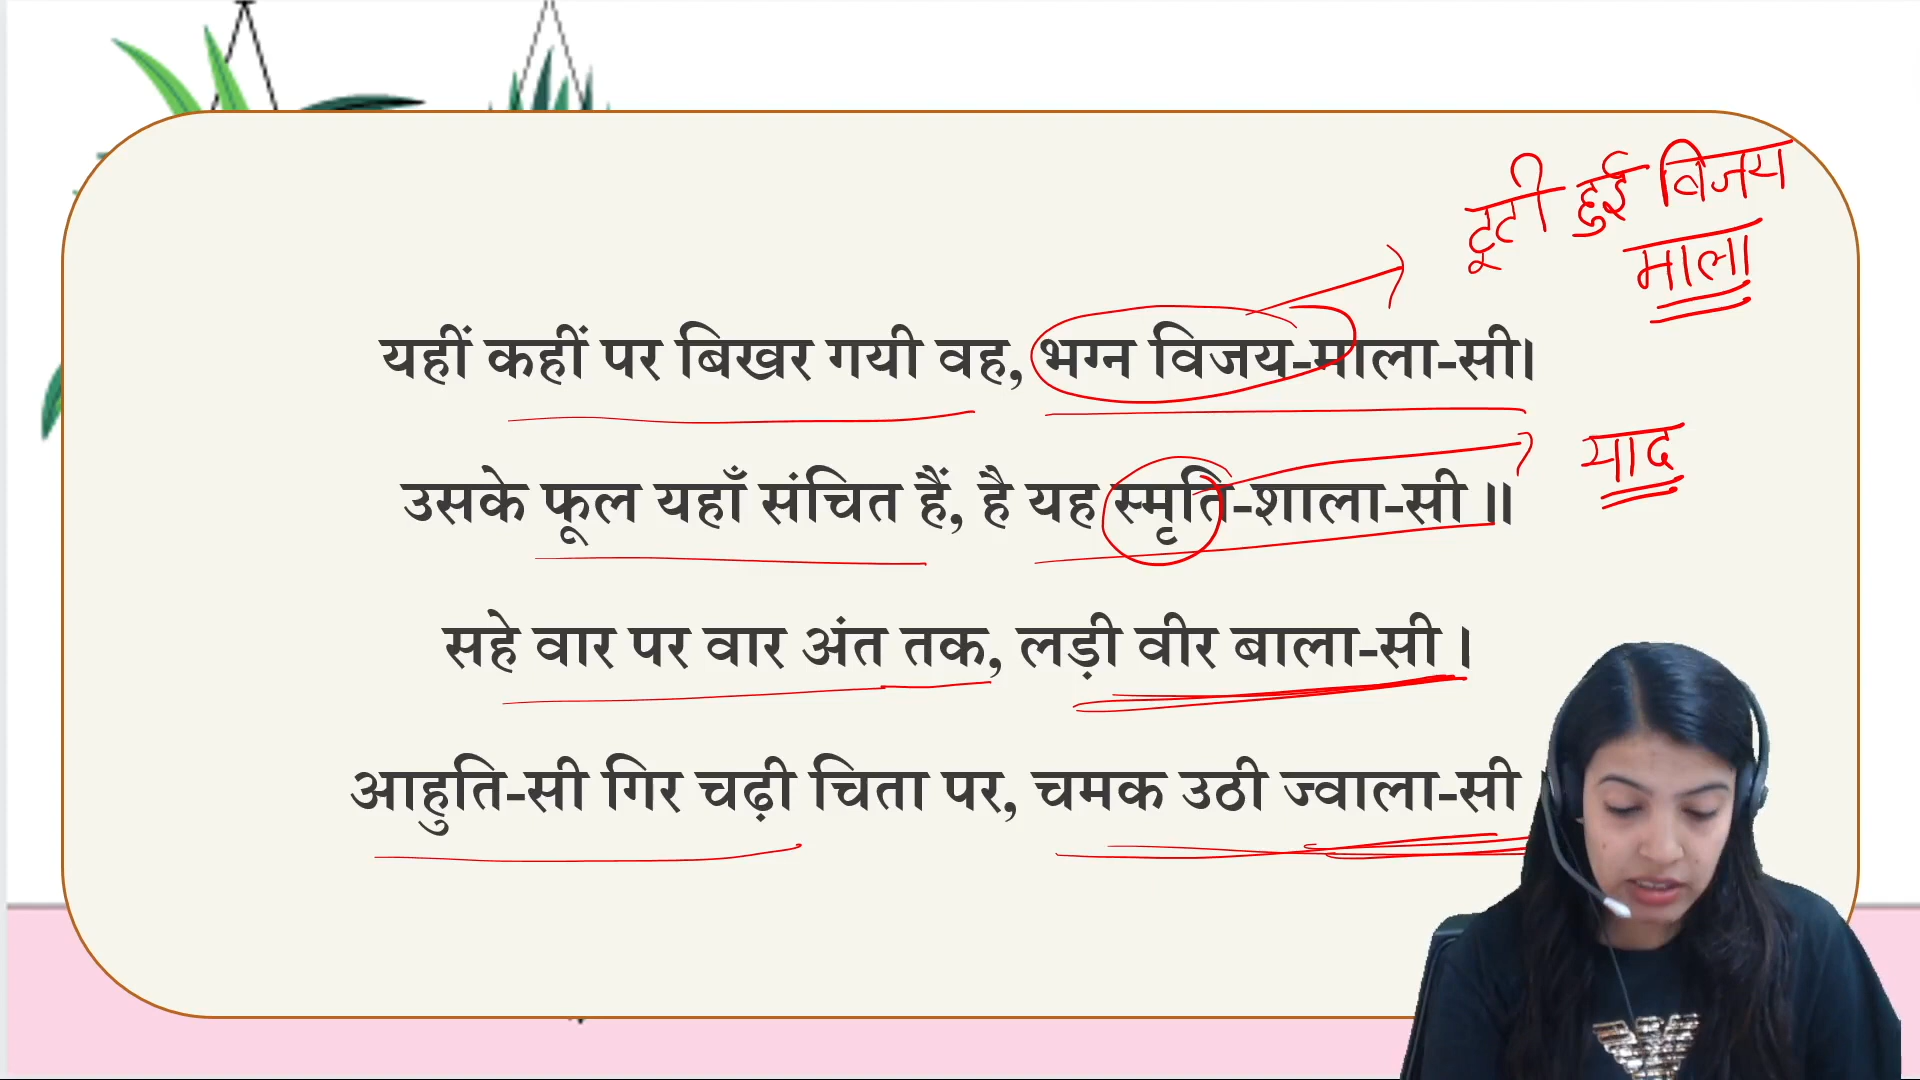 टूटी हुई विजय
माला
यहीं कहीं पर बिखर गयी वह, भग्न विजय-माला-सी।
याद
उसके फूल यहाँ संचित हैं, है यह स्मृति-शाला-सी॥
सहे वार पर वार अंत तक, लड़ी वीर बाला-सी।
आहुति-सी गिर चढ़ी चिता पर, चमक उठी ज्वाला-सी